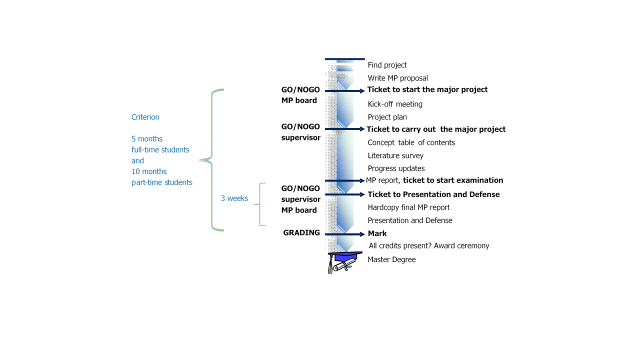 Find project
Write MP proposal
GO/NOGO
MP board
Ticket to start the major project
Kick-off meeting
Project plan
Criterion
5 months
full-time students
and
10 months
part-time students
GO/NOGO
supervisor
Ticket to carry out the major project
Concept table of contents
Literature survey
Progress updates
MP report, ticket to start examination
3 weeks
GO/NOGO
supervisor
MP board
Ticket to Presentation and Defense
Hardcopy final MP report
Presentation and Defense
GRADING
Mark
All credits present? Award ceremony
Master Degree